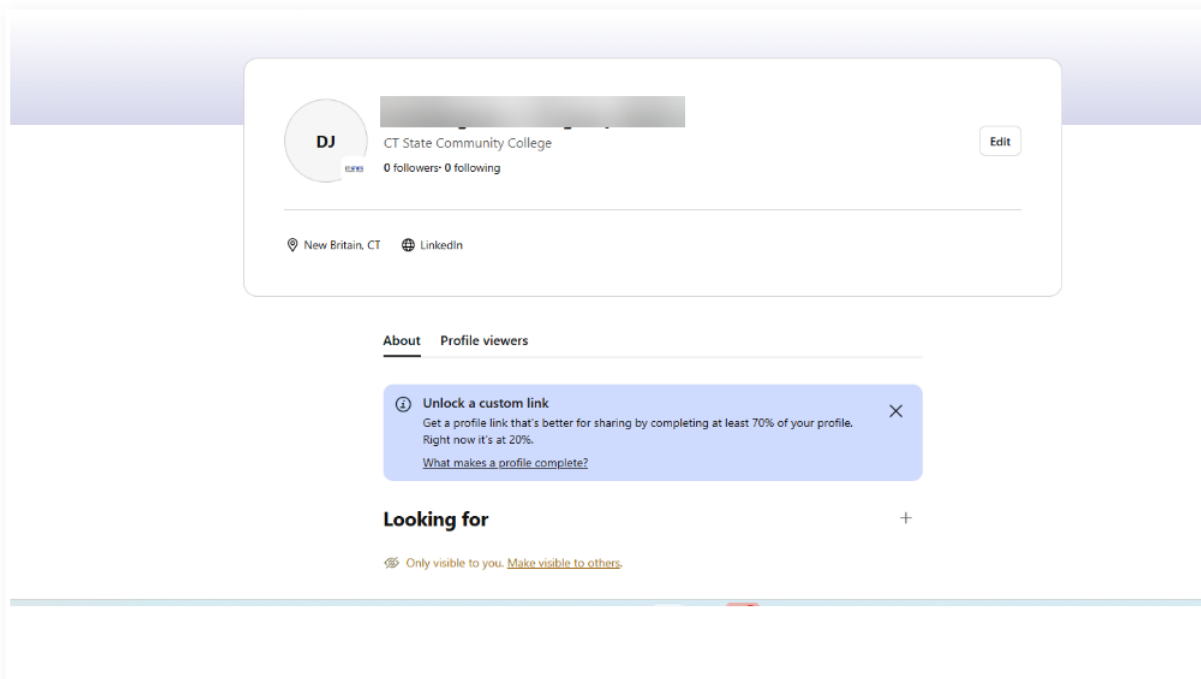 DJ
CT State Community College
Edit
0 followers· 0 following
New Britain, CT
LinkedIn
About
Profile viewers
Unlock a custom link
Get a profile link that's better for sharing by completing at least 70% of your profile.
Right now it's at 20%.
What makes a profile complete?
Looking for
Only visible to you. Make visible to others.